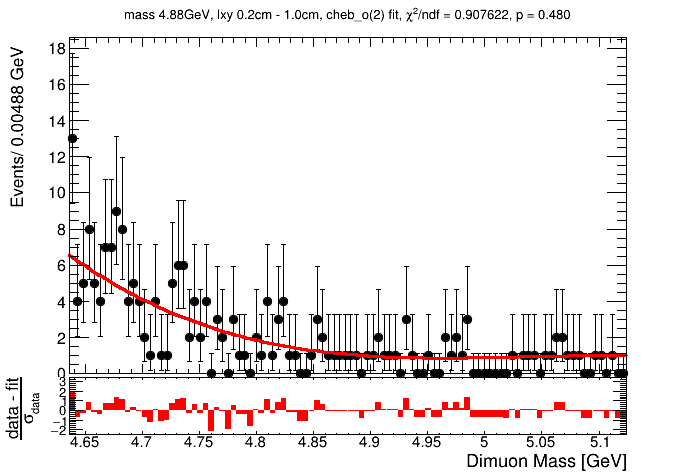 mass 4.88GeV, lxy 0.2cm - 1.0cm, cheb_o(2) fit, χ²/ndf = 0.907622, p = 0.480
Events/ 0.00488 GeV
18
16
14
12
10
8
6
4
2
0
data - fit
σdata
3
2
1
0
−1
−2
4.65 4.7 4.75 4.8 4.85 4.9 4.95 5 5.05 5.1
Dimuon Mass [GeV]